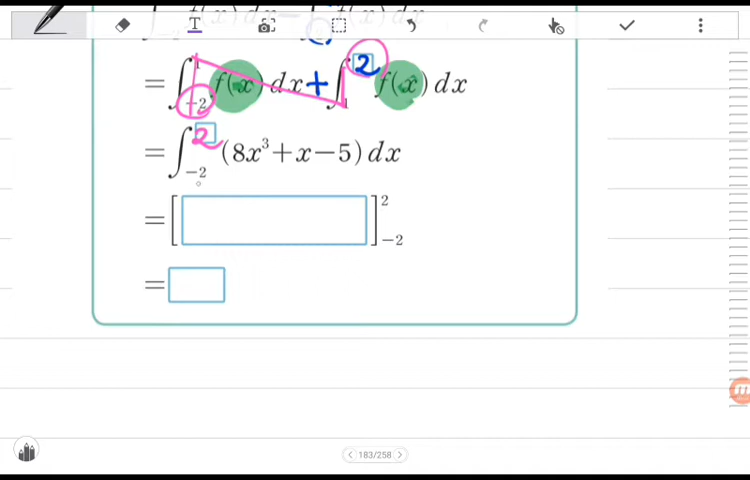 = ∫_{-2}^{1} f(x) dx + ∫_{1}^{2} f(x) dx
= ∫_{-2}^{2} (8x³+x−5) dx
= [ ]_{-2}^{2}
=
183/258